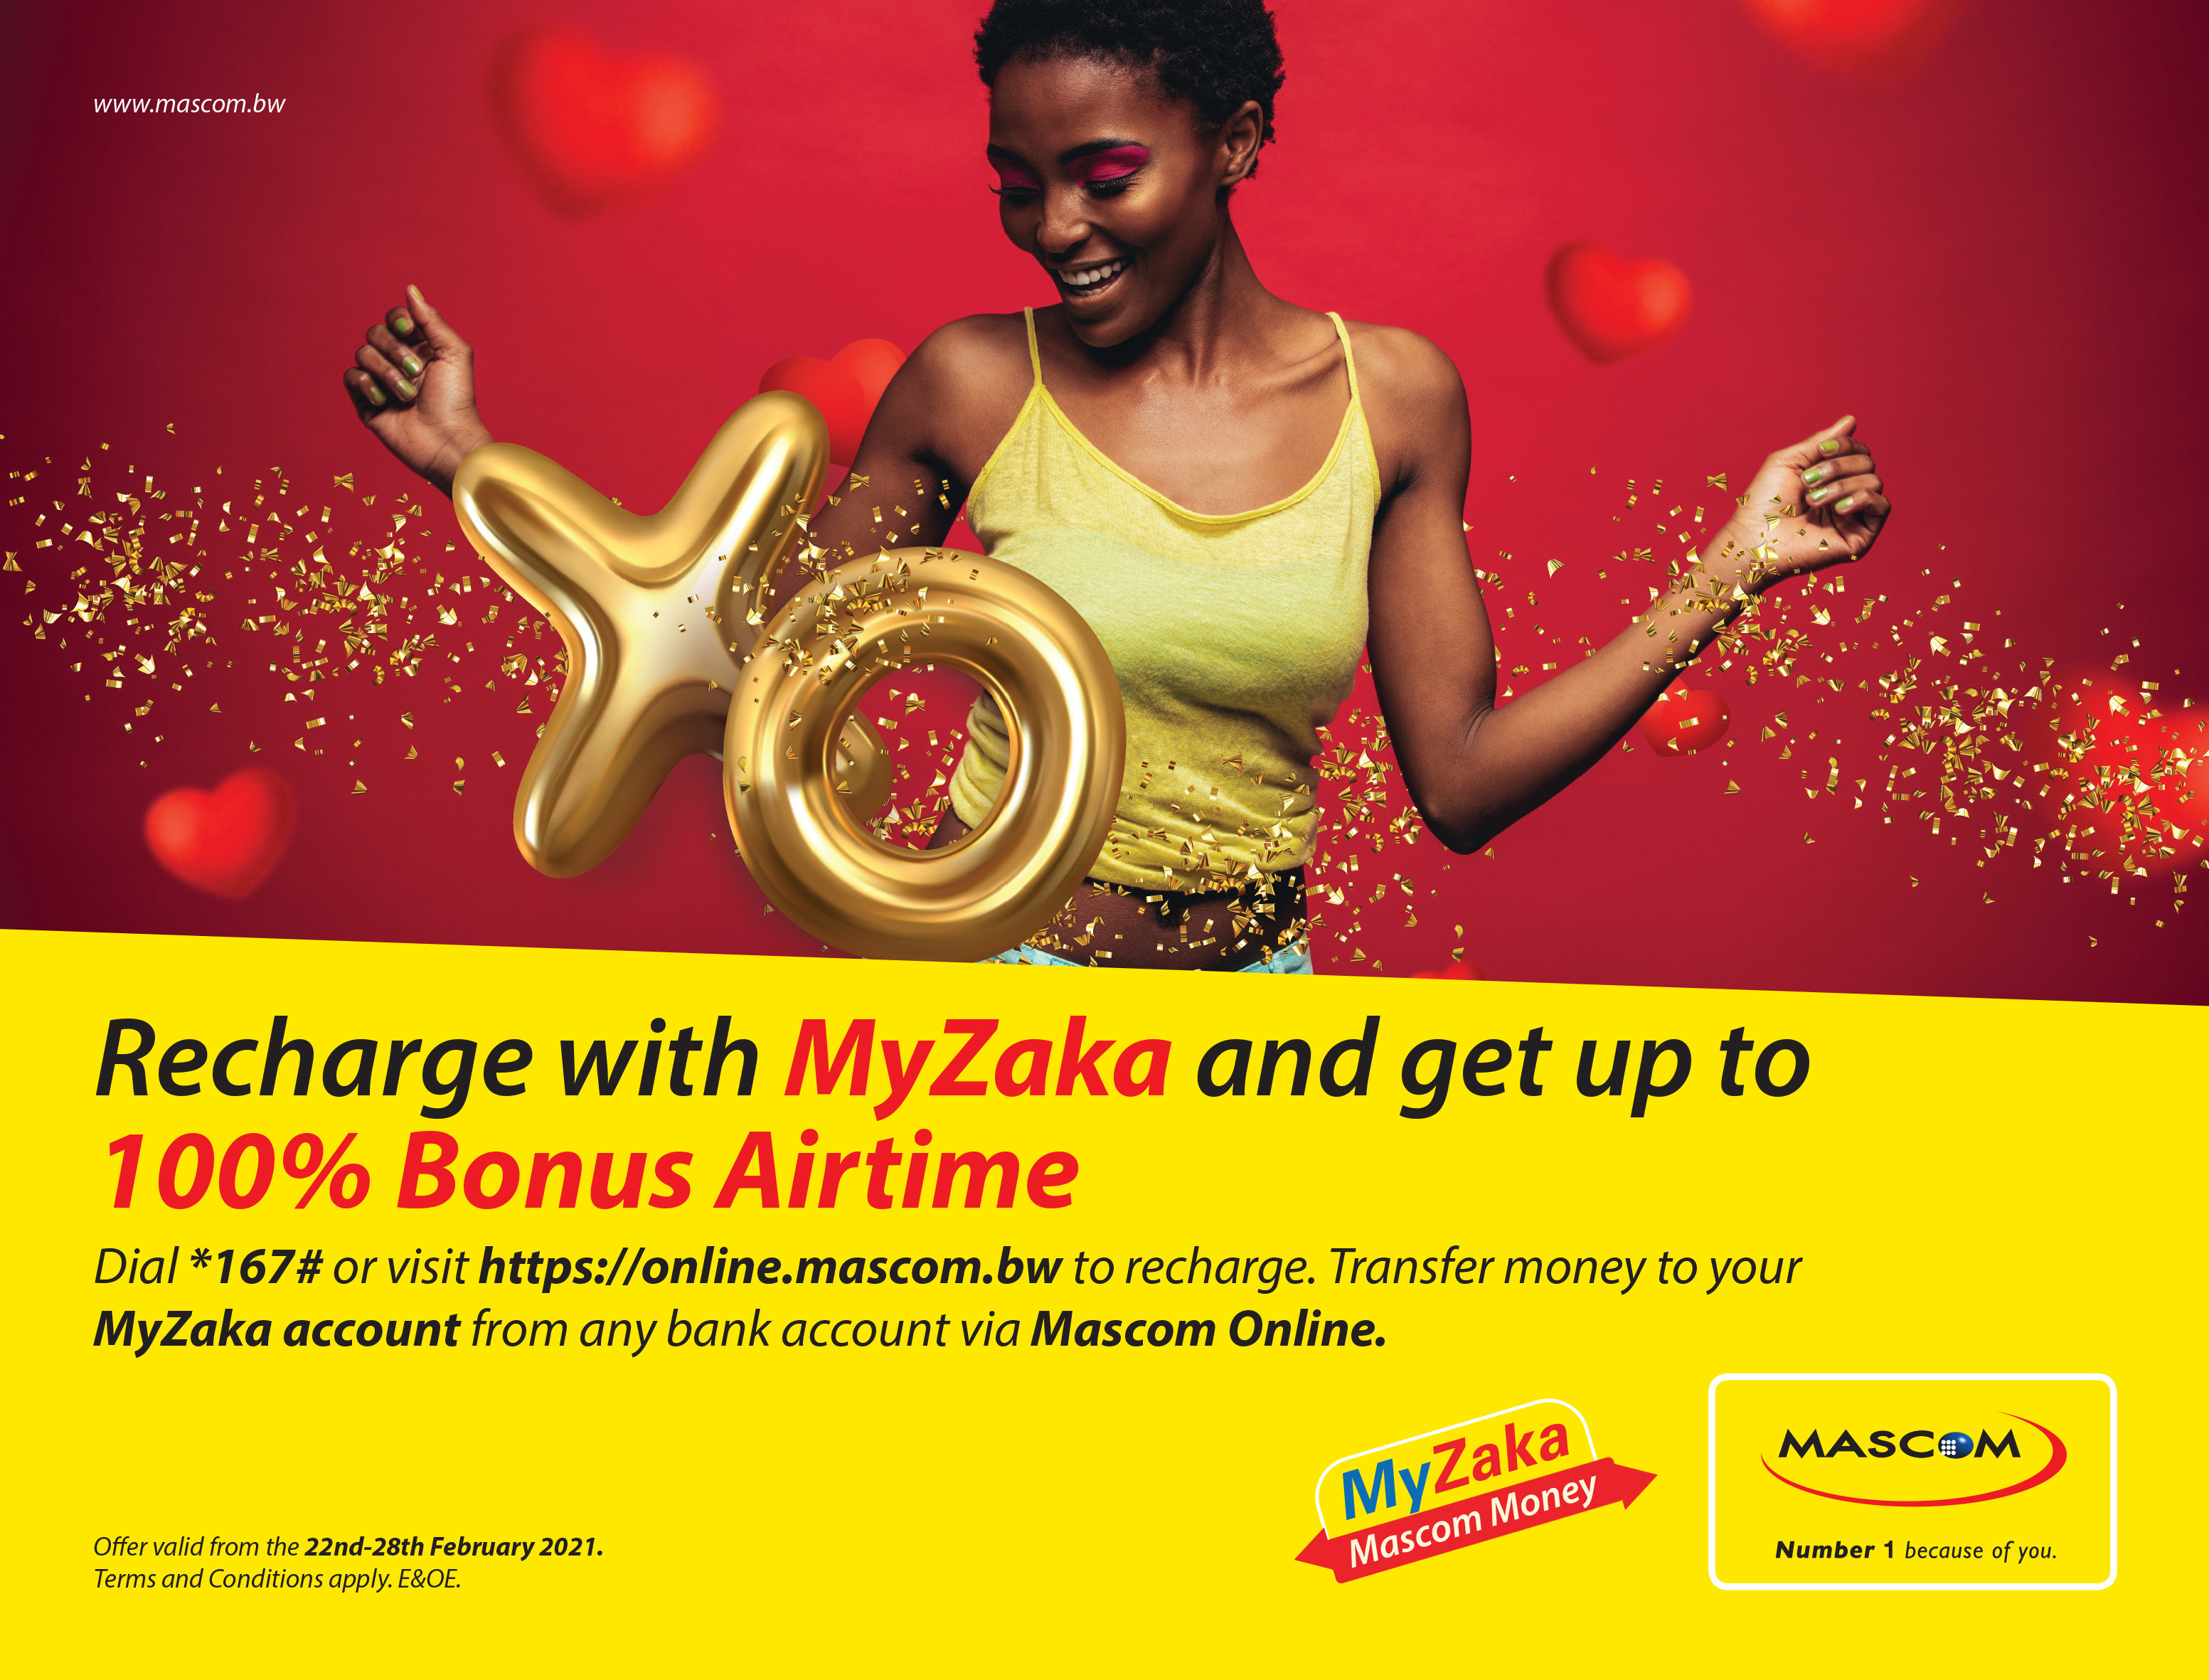 www.mascom.bw
XO
Recharge with MyZaka and get up to
100% Bonus Airtime
Dial *167# or visit https://online.mascom.bw to recharge. Transfer money to your
MyZaka account from any bank account via Mascom Online.
MyZaka
Mascom Money
MASCOM
Number 1 because of you.
Offer valid from the 22nd-28th February 2021.
Terms and Conditions apply. E&OE.